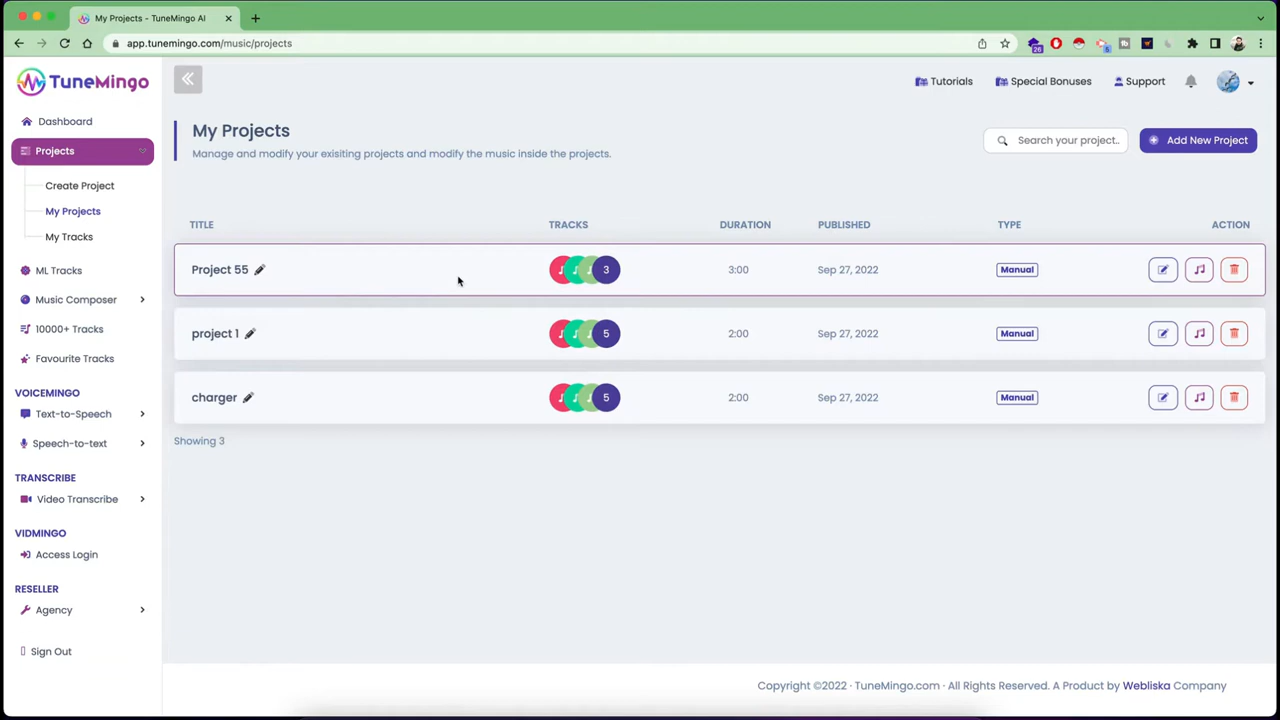 My Projects - TuneMingo AI
app.tunemingo.com/music/projects
26
6
TuneMingo
Tutorials
Special Bonuses
Support
Dashboard
Projects
Create Project
My Projects
My Tracks
ML Tracks
Music Composer
10000+ Tracks
Favourite Tracks
VOICEMINGO
Text-to-Speech
Speech-to-text
TRANSCRIBE
Video Transcribe
VIDMINGO
Access Login
RESELLER
Agency
Sign Out
My Projects
Manage and modify your exisiting projects and modify the music inside the projects.
Search your project..
Add New Project
TITLE TRACKS DURATION PUBLISHED TYPE ACTION
Project 55 3 3:00 Sep 27, 2022 Manual
project 1 5 2:00 Sep 27, 2022 Manual
charger 5 2:00 Sep 27, 2022 Manual
Showing 3
Copyright ©2022 · TuneMingo.com · All Rights Reserved. A Product by Webliska Company